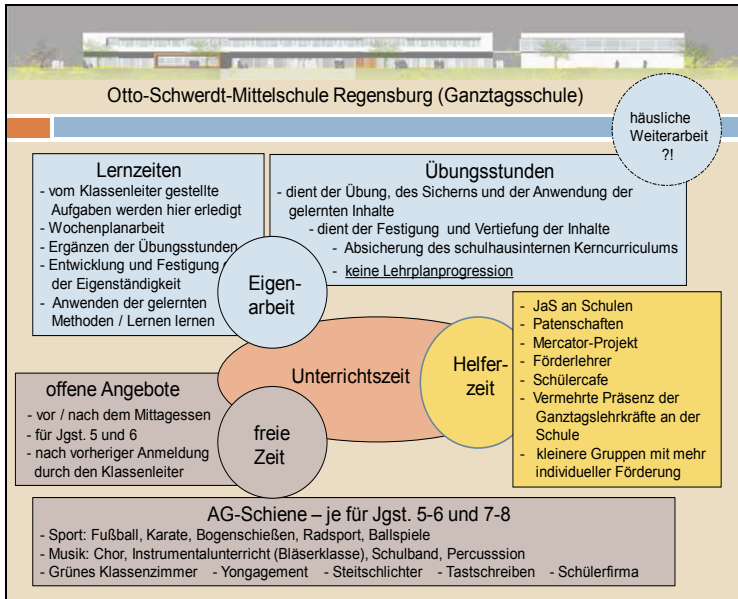 Otto-Schwerdt-Mittelschule Regensburg (Ganztagsschule)
häusliche
Weiterarbeit
?!
Lernzeiten
- vom Klassenleiter gestellte
Aufgaben werden hier erledigt
- Wochenplanarbeit
- Ergänzen der Übungsstunden
- Entwicklung und Festigung
der Eigenständigkeit
- Anwenden der gelernten
Methoden / Lernen lernen
Übungsstunden
- dient der Übung, des Sicherns und der Anwendung der
gelernten Inhalte
- dient der Festigung und Vertiefung der Inhalte
- Absicherung des schulhausinternen Kerncurriculums
- keine Lehrplanprogression
Eigen-
arbeit
Unterrichtszeit
Helfer-
zeit
- JaS an Schulen
- Patenschaften
- Mercator-Projekt
- Förderlehrer
- Schülercafe
- Vermehrte Präsenz der
Ganztagslehrkräfte an der
Schule
- kleinere Gruppen mit mehr
individueller Förderung
offene Angebote
- vor / nach dem Mittagessen
- für Jgst. 5 und 6
- nach vorheriger Anmeldung
durch den Klassenleiter
freie
Zeit
AG-Schiene – je für Jgst. 5-6 und 7-8
- Sport: Fußball, Karate, Bogenschießen, Radsport, Ballspiele
- Musik: Chor, Instrumentalunterricht (Bläserklasse), Schulband, Percusssion
- Grünes Klassenzimmer - Yongagement - Steitschlichter - Tastschreiben - Schülerfirma